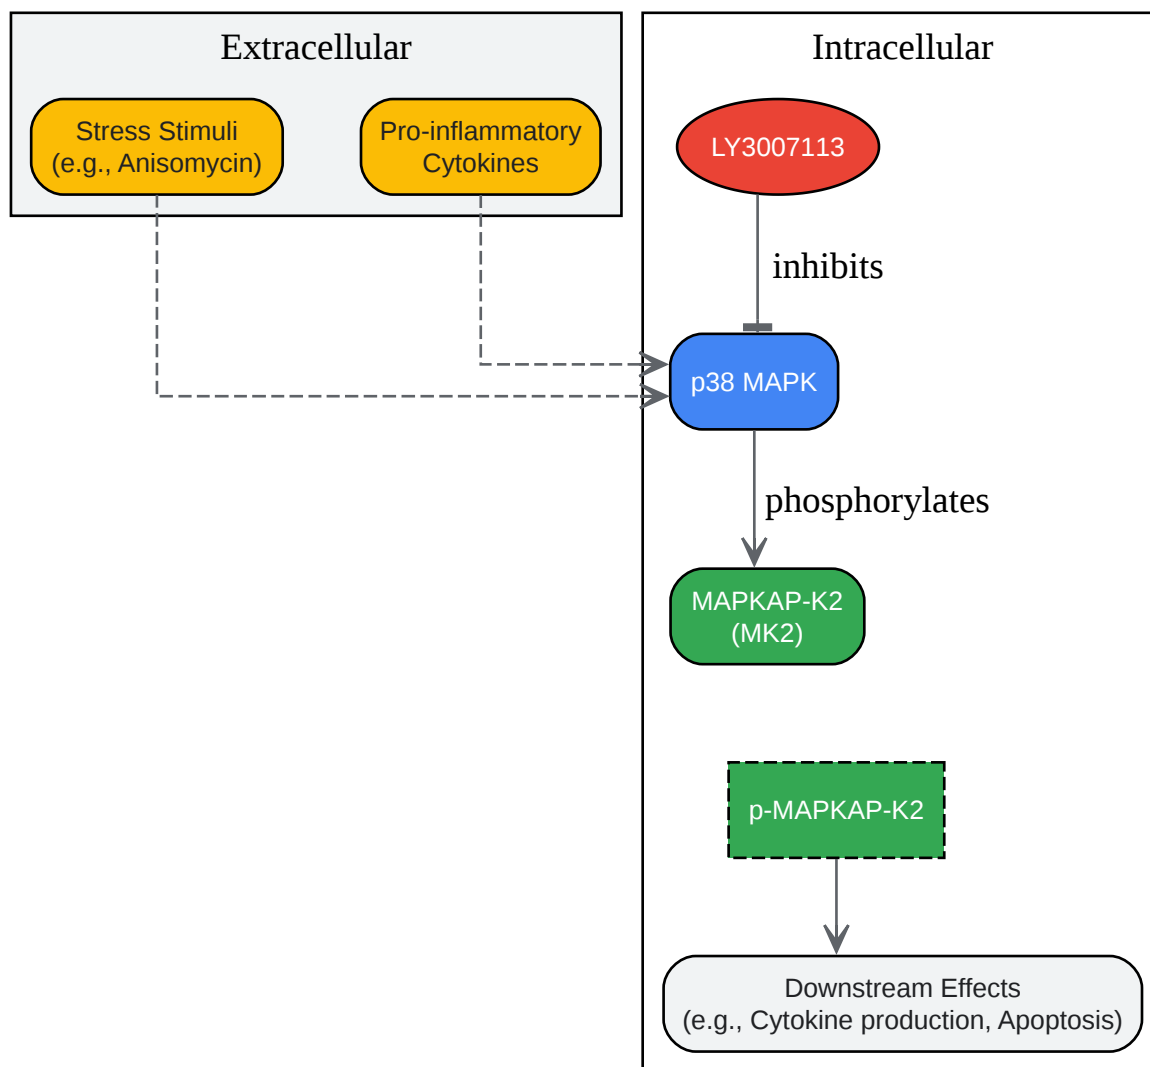 Extracellular
Stress Stimuli
(e.g., Anisomycin)
Pro-inflammatory
Cytokines
Intracellular
LY3007113
inhibits
p38 MAPK
phosphorylates
MAPKAP-K2
(MK2)
p-MAPKAP-K2
Downstream Effects
(e.g., Cytokine production, Apoptosis)